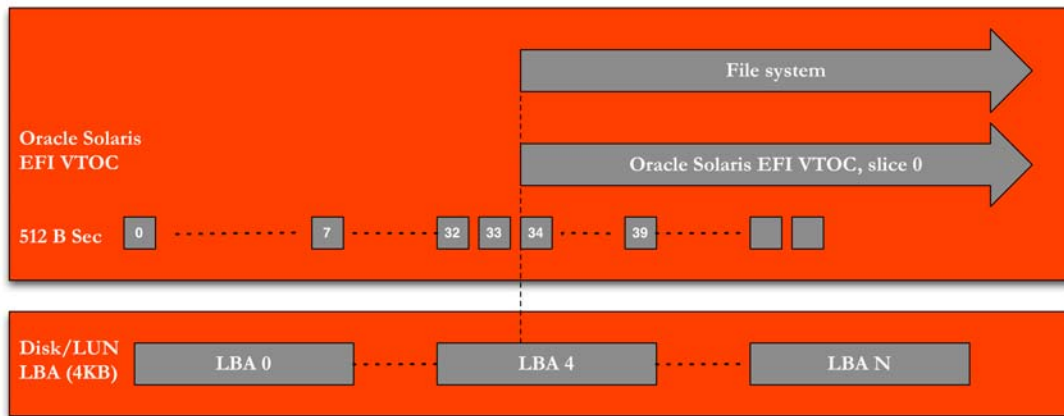 File system
Oracle Solaris
EFI VTOC
Oracle Solaris EFI VTOC, slice 0
512 B Sec
0
7
32
33
34
39
Disk/LUN
LBA (4KB)
LBA 0
LBA 4
LBA N